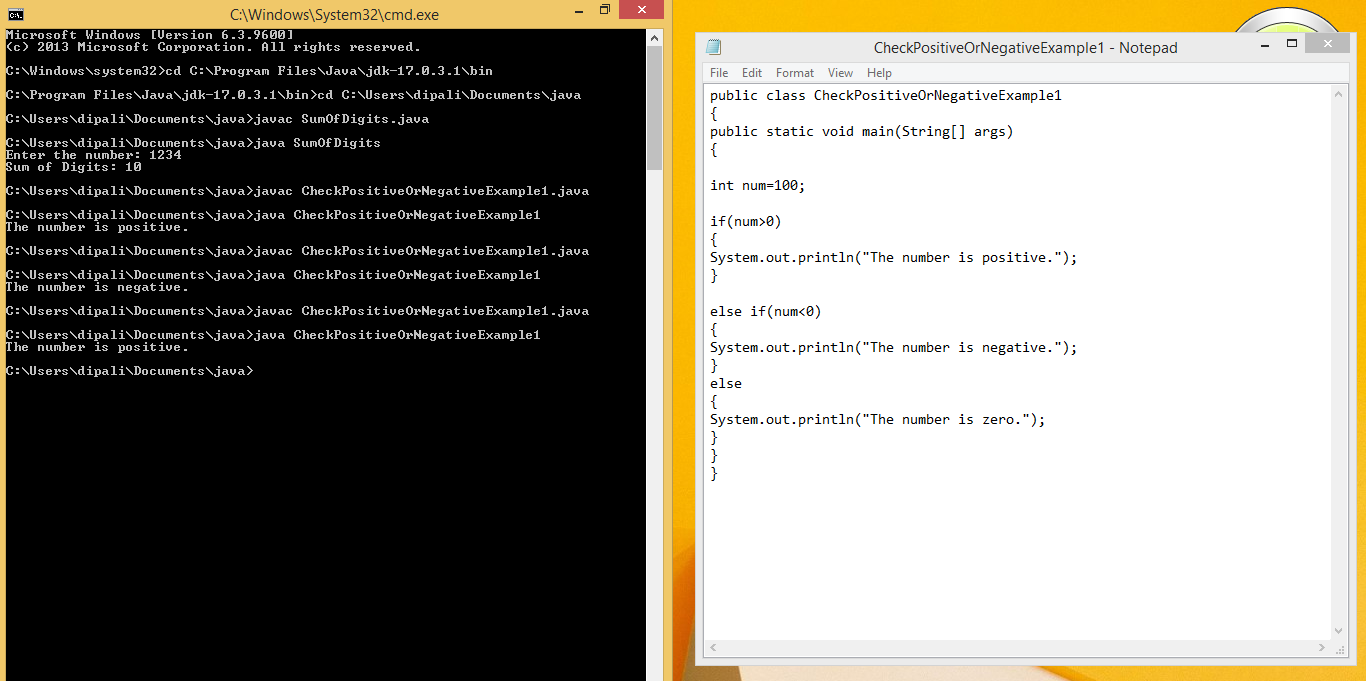 C:\Windows\System32\cmd.exe
Microsoft Windows [Version 6.3.9600]
(c) 2013 Microsoft Corporation. All rights reserved.
C:\Windows\system32>cd C:\Program Files\Java\jdk-17.0.3.1\bin
C:\Program Files\Java\jdk-17.0.3.1\bin>cd C:\Users\dipali\Documents\java
C:\Users\dipali\Documents\java>javac SumOfDigits.java
C:\Users\dipali\Documents\java>java SumOfDigits
Enter the number: 1234
Sum of Digits: 10
C:\Users\dipali\Documents\java>javac CheckPositiveOrNegativeExample1.java
C:\Users\dipali\Documents\java>java CheckPositiveOrNegativeExample1
The number is positive.
C:\Users\dipali\Documents\java>javac CheckPositiveOrNegativeExample1.java
C:\Users\dipali\Documents\java>java CheckPositiveOrNegativeExample1
The number is negative.
C:\Users\dipali\Documents\java>javac CheckPositiveOrNegativeExample1.java
C:\Users\dipali\Documents\java>java CheckPositiveOrNegativeExample1
The number is positive.
C:\Users\dipali\Documents\java>
CheckPositiveOrNegativeExample1 - Notepad
File Edit Format View Help
public class CheckPositiveOrNegativeExample1
{
public static void main(String[] args)
{
int num=100;
if(num>0)
{
System.out.println("The number is positive.");
}
else if(num<0)
{
System.out.println("The number is negative.");
}
else
{
System.out.println("The number is zero.");
}
}
}